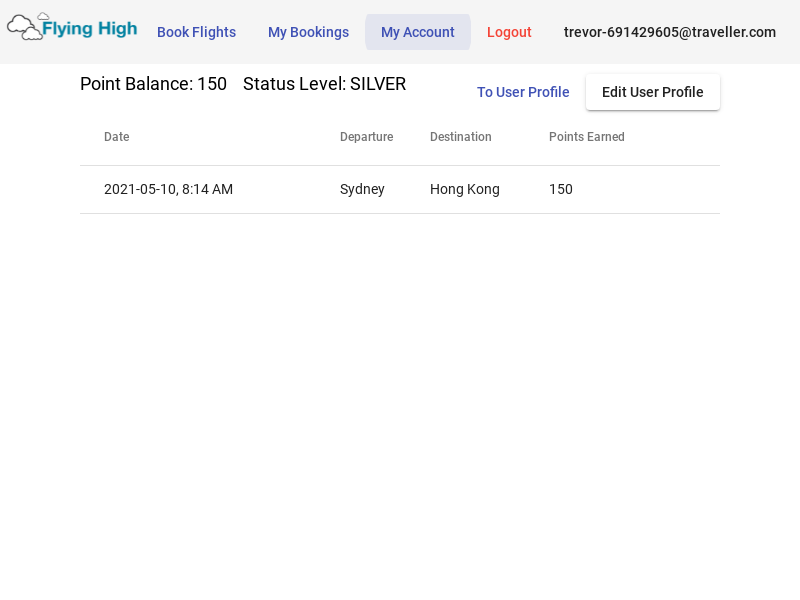 Flying High Book Flights My Bookings My Account Logout trevor-691429605@traveller.com
Point Balance: 150 Status Level: SILVER To User Profile Edit User Profile
Date Departure Destination Points Earned
2021-05-10, 8:14 AM Sydney Hong Kong 150